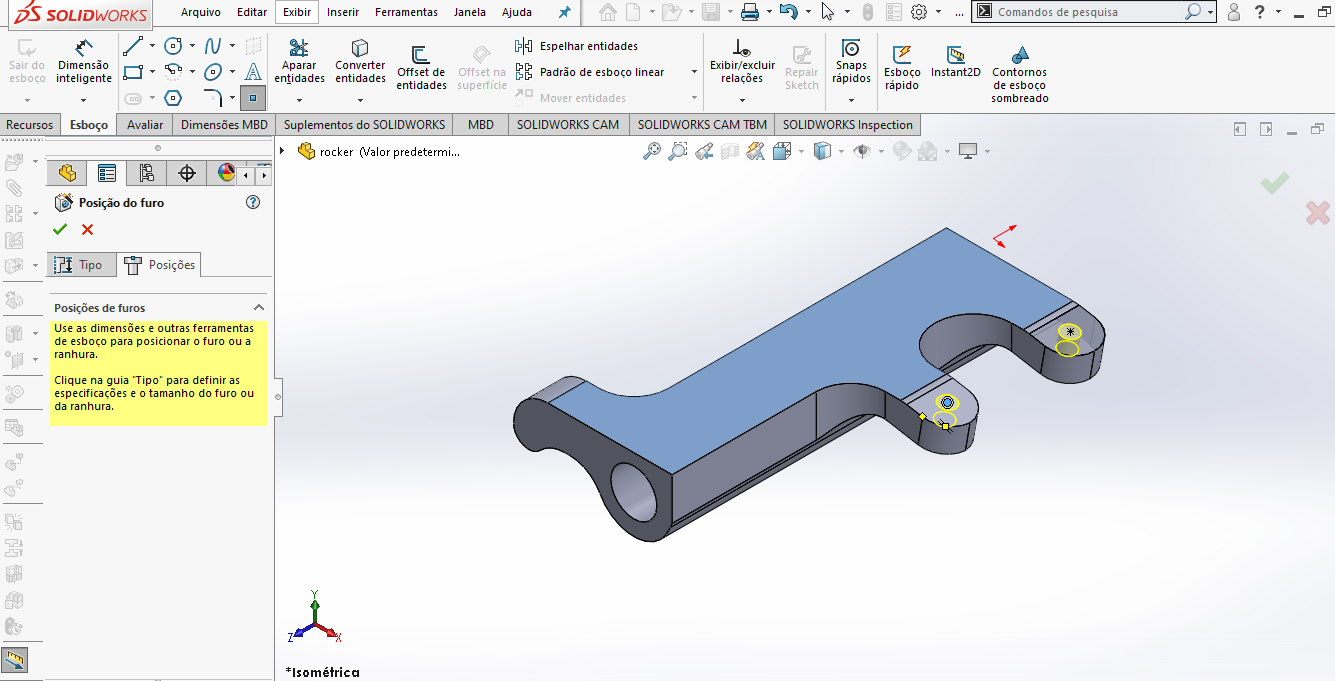 SOLIDWORKS Arquivo Editar Exibir Inserir Ferramentas Janela Ajuda ... Comandos de pesquisa ?
Sair do esboço
Dimensão inteligente
Aparar entidades
Converter entidades
Offset de entidades
Offset na superfície
Espelhar entidades
Padrão de esboço linear
Mover entidades
Exibir/excluir relações
Repair Sketch
Snaps rápidos
Esboço rápido
Instant2D
Contornos de esboço sombreado
Recursos Esboço Avaliar Dimensões MBD Suplementos do SOLIDWORKS MBD SOLIDWORKS CAM SOLIDWORKS CAM TBM SOLIDWORKS Inspection
rocker (Valor predetermi...
Posição do furo ?
Tipo Posições
Posições de furos
Use as dimensões e outras ferramentas
de esboço para posicionar o furo ou a
ranhura.
Clique na guia "Tipo" para definir as
especificações e o tamanho do furo ou
da ranhura.
Y
Z X
*Isométrica